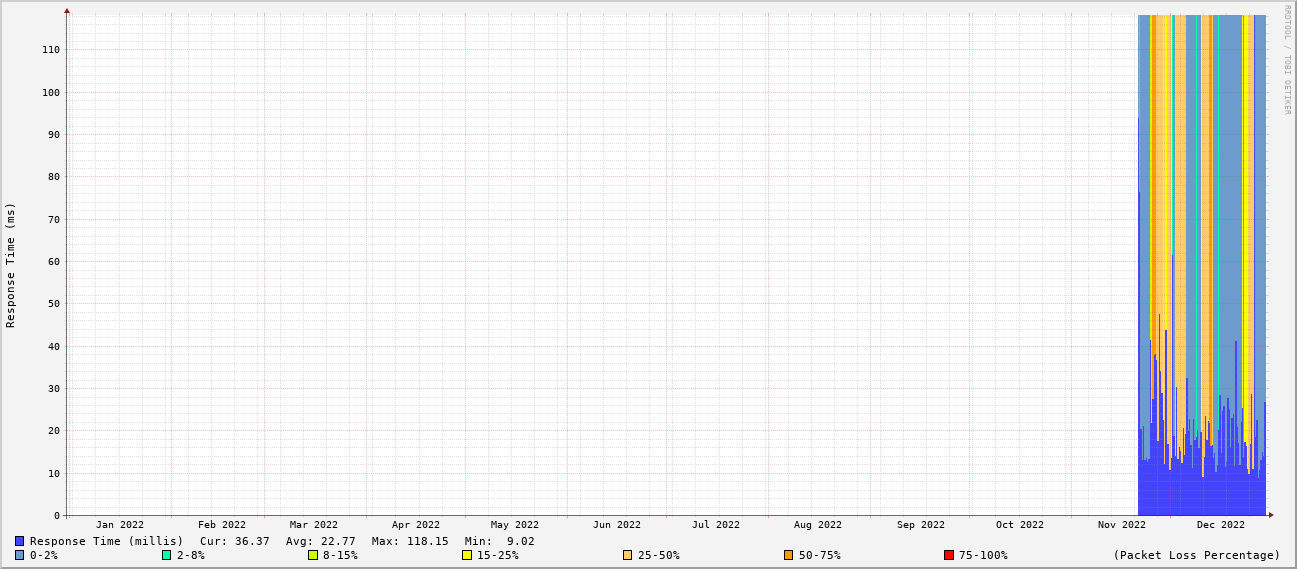 RRDTOOL / TOBI OETIKER
Response Time (ms)
110
100
90
80
70
60
50
40
30
20
10
0
Jan 2022 Feb 2022 Mar 2022 Apr 2022 May 2022 Jun 2022 Jul 2022 Aug 2022 Sep 2022 Oct 2022 Nov 2022 Dec 2022
Response Time (millis) Cur: 36.37 Avg: 22.77 Max: 118.15 Min: 9.02
0-2% 2-8% 8-15% 15-25% 25-50% 50-75% 75-100% (Packet Loss Percentage)